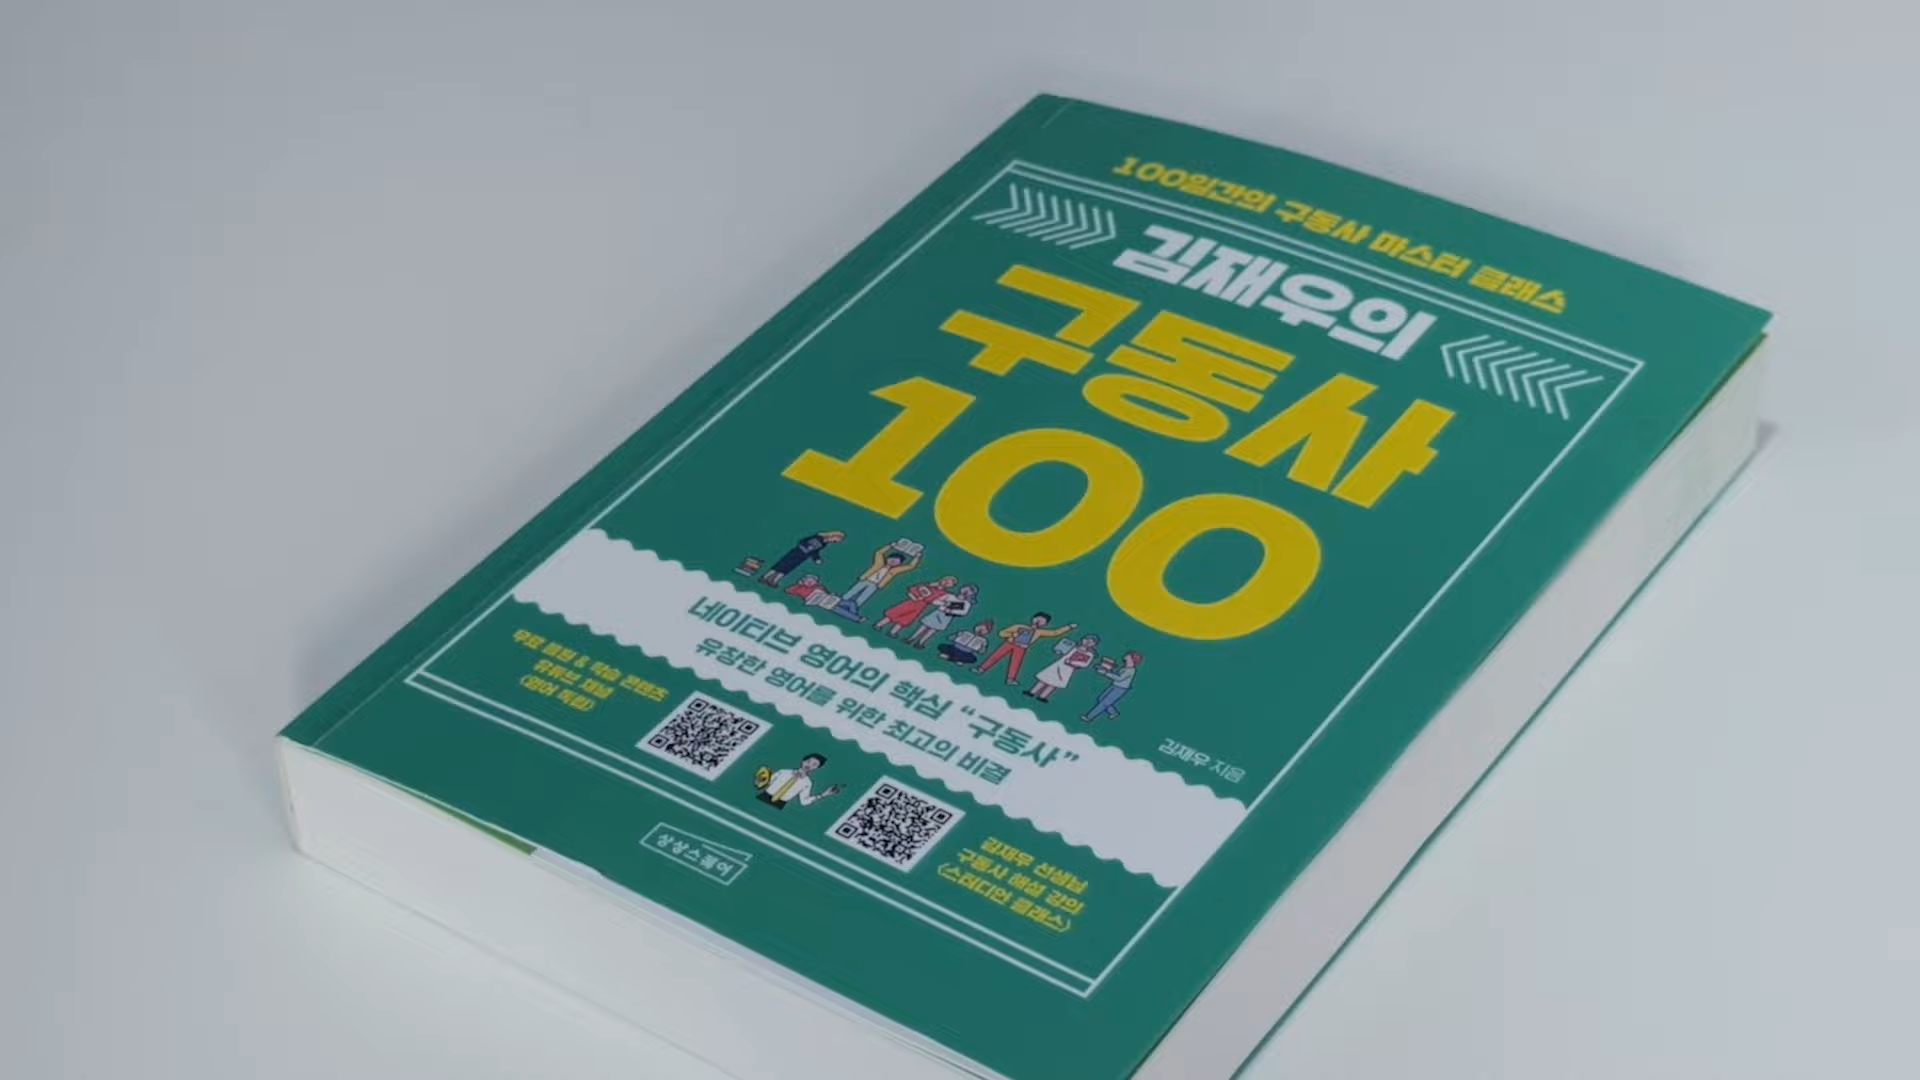 100일간의 구동사 마스터 클래스
김재우의
구동사
100
네이티브 영어의 핵심 “구동사”
유창한 영어를 위한 최고의 비결
김재우 지음
무료 발원 & 학습 콘텐츠
유튜브 채널
〈영어 독립〉
김재우 선생님
구동사 해설 강의
〈스터디언 클래스〉
상상스퀘어